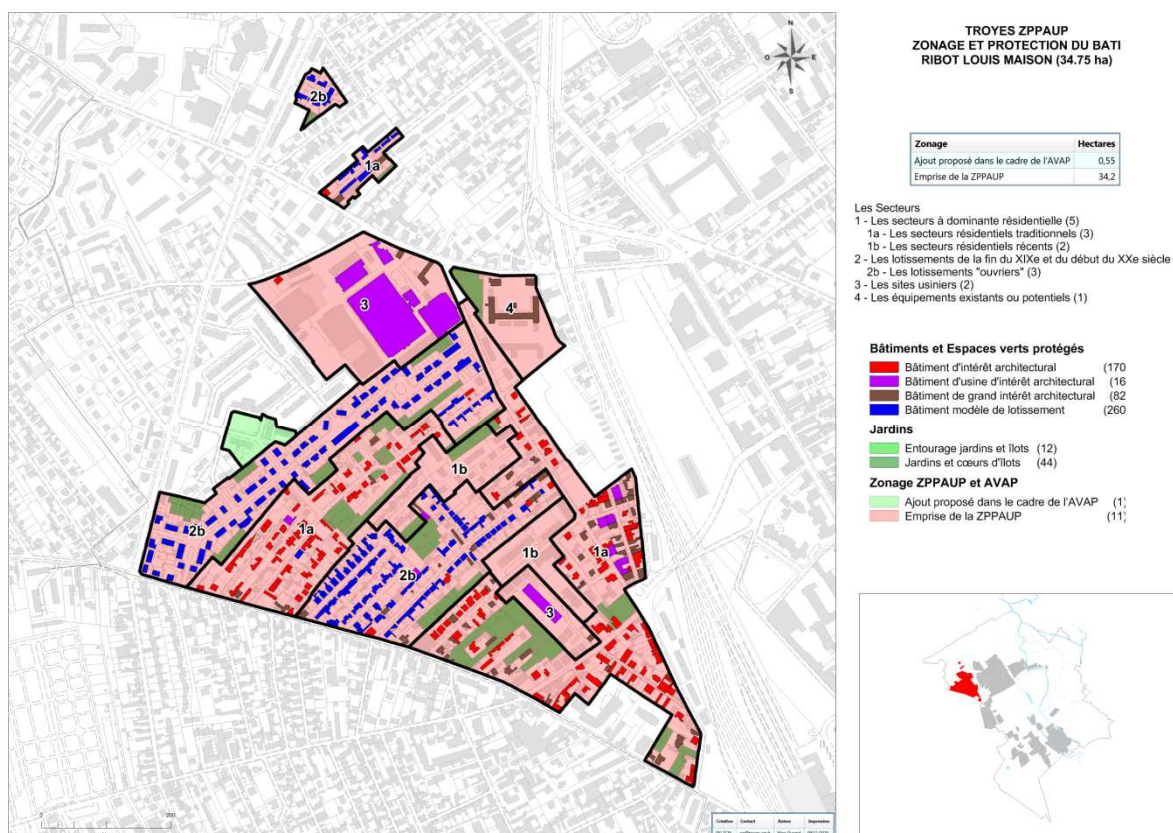 TROYES ZPPAUP
ZONAGE ET PROTECTION DU BATI
RIBOT LOUIS MAISON (34.75 ha)
Zonage Hectares
Ajout proposé dans le cadre de l'AVAP 0,55
Emprise de la ZPPAUP 34,2
Les Secteurs
1 - Les secteurs à dominante résidentielle (5)
1a - Les secteurs résidentiels traditionnels (3)
1b - Les secteurs résidentiels récents (2)
2 - Les lotissements de la fin du XIXe et du début du XXe siècle
2b - Les lotissements "ouvriers" (3)
3 - Les sites usiniers (2)
4 - Les équipements existants ou potentiels (1)
Bâtiments et Espaces verts protégés
Bâtiment d'intérêt architectural (170
Bâtiment d'usine d'intérêt architectural (16
Bâtiment de grand intérêt architectural (82
Bâtiment modèle de lotissement (260
Jardins
Entourage jardins et îlots (12)
Jardins et cœurs d'îlots (44)
Zonage ZPPAUP et AVAP
Ajout proposé dans le cadre de l'AVAP (1)
Emprise de la ZPPAUP (11)
N
O E
S
2b
1a
3
4
1b
2b
1a
1b
1a
2b
3
0 200
Création Contact Auteur Impression